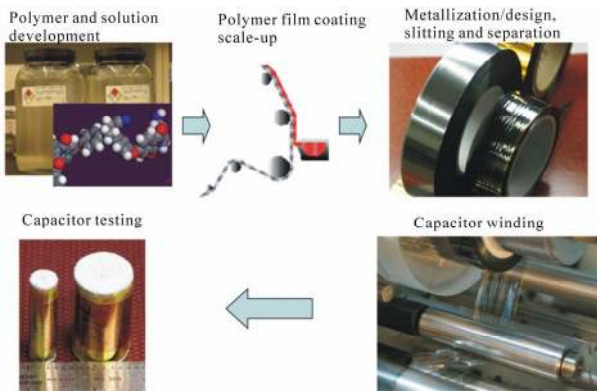 Polymer and solution
development
Polymer film coating
scale-up
Metallization/design,
slitting and separation
Capacitor testing
Capacitor winding